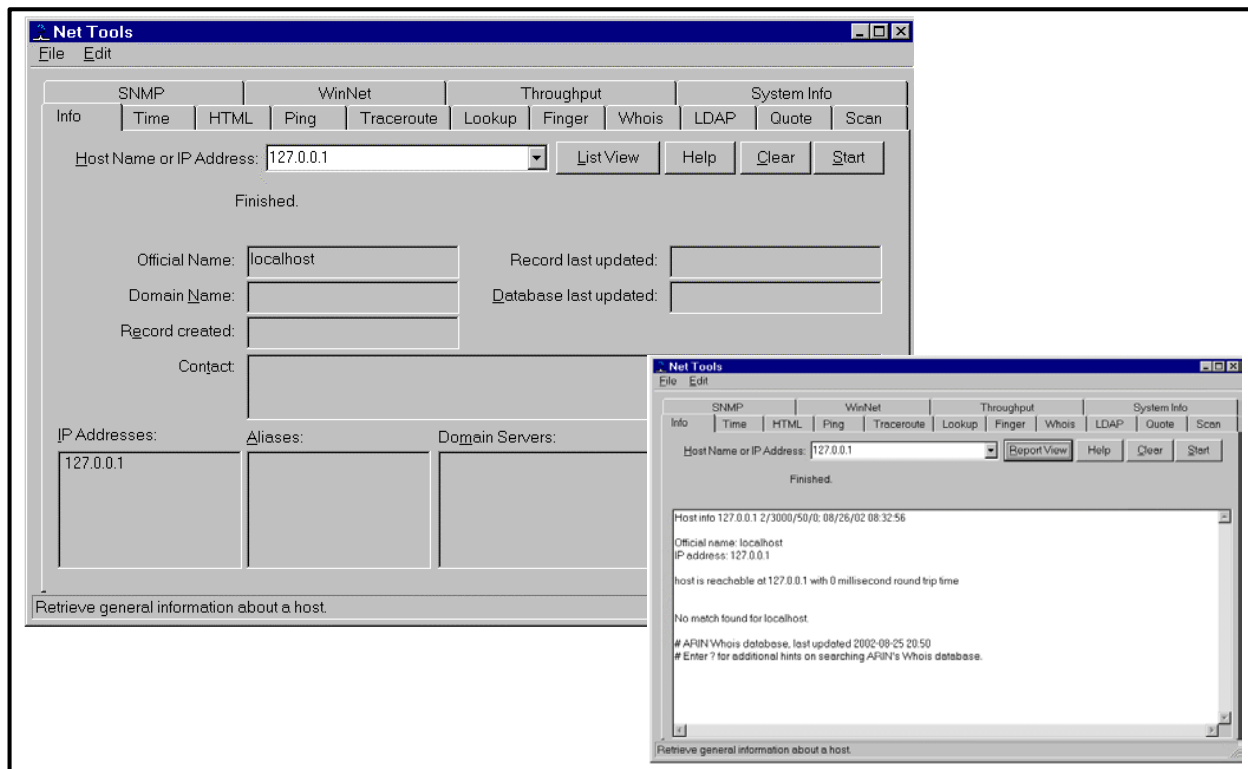 Net Tools
File Edit
SNMP WinNet Throughput System Info
Info Time HTML Ping Traceroute Lookup Finger Whois LDAP Quote Scan
Host Name or IP Address: 127.0.0.1 List View Help Clear Start
Finished.
Official Name: localhost Record last updated:
Domain Name: Database last updated:
Record created:
Contact:
IP Addresses: Aliases: Domain Servers:
127.0.0.1
Retrieve general information about a host.
Net Tools
File Edit
SNMP WinNet Throughput System Info
Info Time HTML Ping Traceroute Lookup Finger Whois LDAP Quote Scan
Host Name or IP Address: 127.0.0.1 Report View Help Clear Start
Finished.
Host info 127.0.0.1 2/3000/50/0; 08/26/02 08:32:56
Official name: localhost
IP address: 127.0.0.1
host is reachable at 127.0.0.1 with 0 millisecond round trip time
No match found for localhost.
# ARIN Whois database, last updated 2002-08-25 20:50
# Enter ? for additional hints on searching ARIN's Whois database.
Retrieve general information about a host.